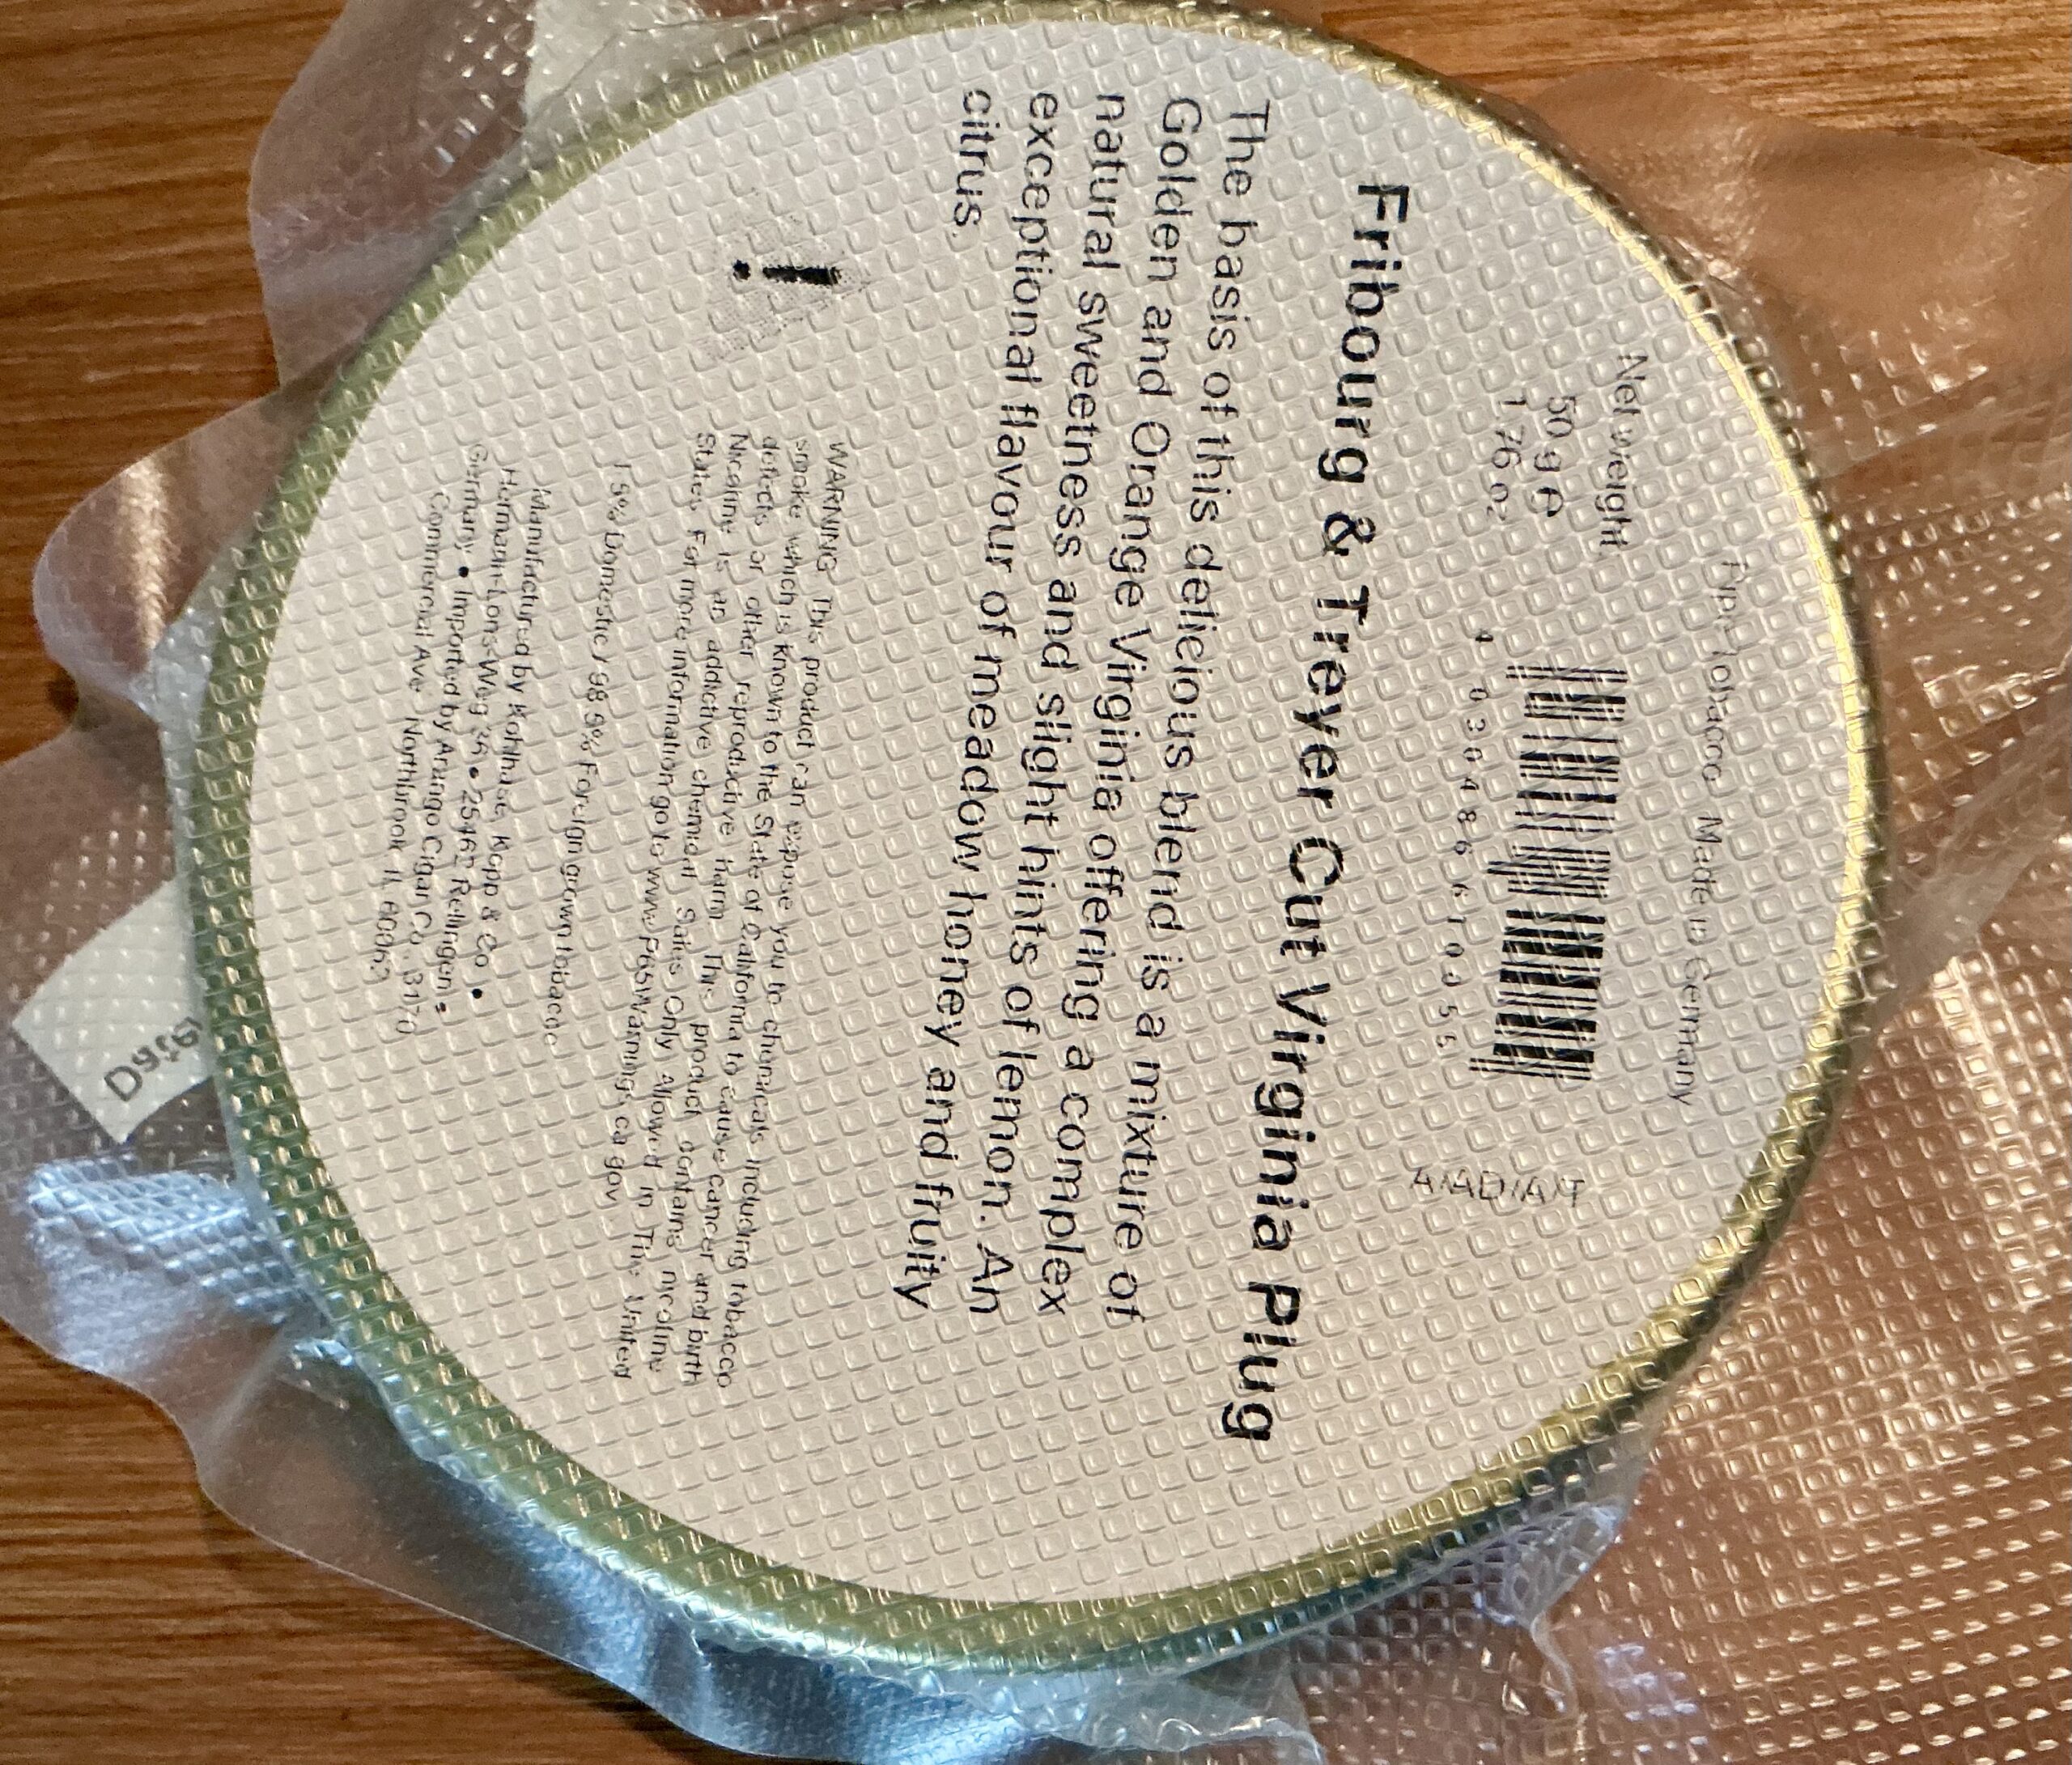 Pipe Tobacco Made in Germany
Net weight
50 g ℮
1.76 oz
4 030486 610055
A/AD/A/T
Fribourg & Treyer Cut Virginia Plug
The basis of this delicious blend is a mixture of
Golden and Orange Virginia offering a complex
natural sweetness and slight hints of lemon. An
exceptional flavour of meadow honey and fruity
citrus.
!
WARNING: This product can expose you to chemicals including tobacco
smoke which is known to the State of California to cause cancer and birth
defects or other reproductive harm. This product contains nicotine
Nicotine is an addictive chemical. Sales Only Allowed in The United
States. For more information go to www.P65Warnings.ca.gov
Domestic / 98.5% Foreign grown tobacco
Manufactured by Kohlhase, Kopp & Co •
Hermann-Löns-Weg 36 • 25462 Rellingen •
Germany • Imported by Arango Cigar Co., 3170
Commercial Ave. Northbrook IL 60062
Date